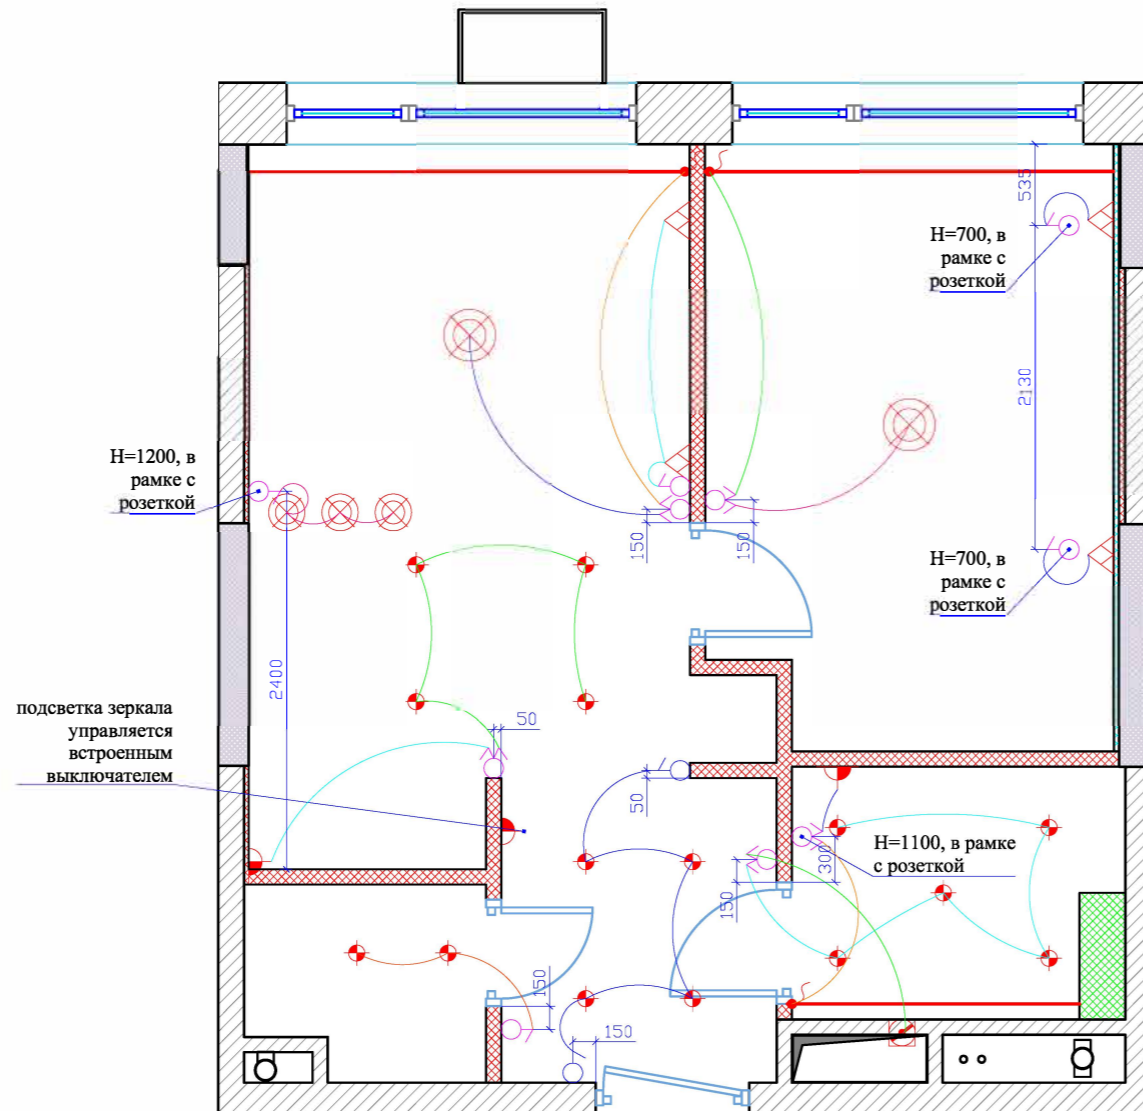 535
H=700, в
рамке с
розеткой
2130
H=1200, в
рамке с
розеткой
150
150
H=700, в
рамке с
розеткой
2400
подсветка зеркала
управляется
встроенным
выключателем
50
50
H=1100, в рамке
с розеткой
300
150
150
150